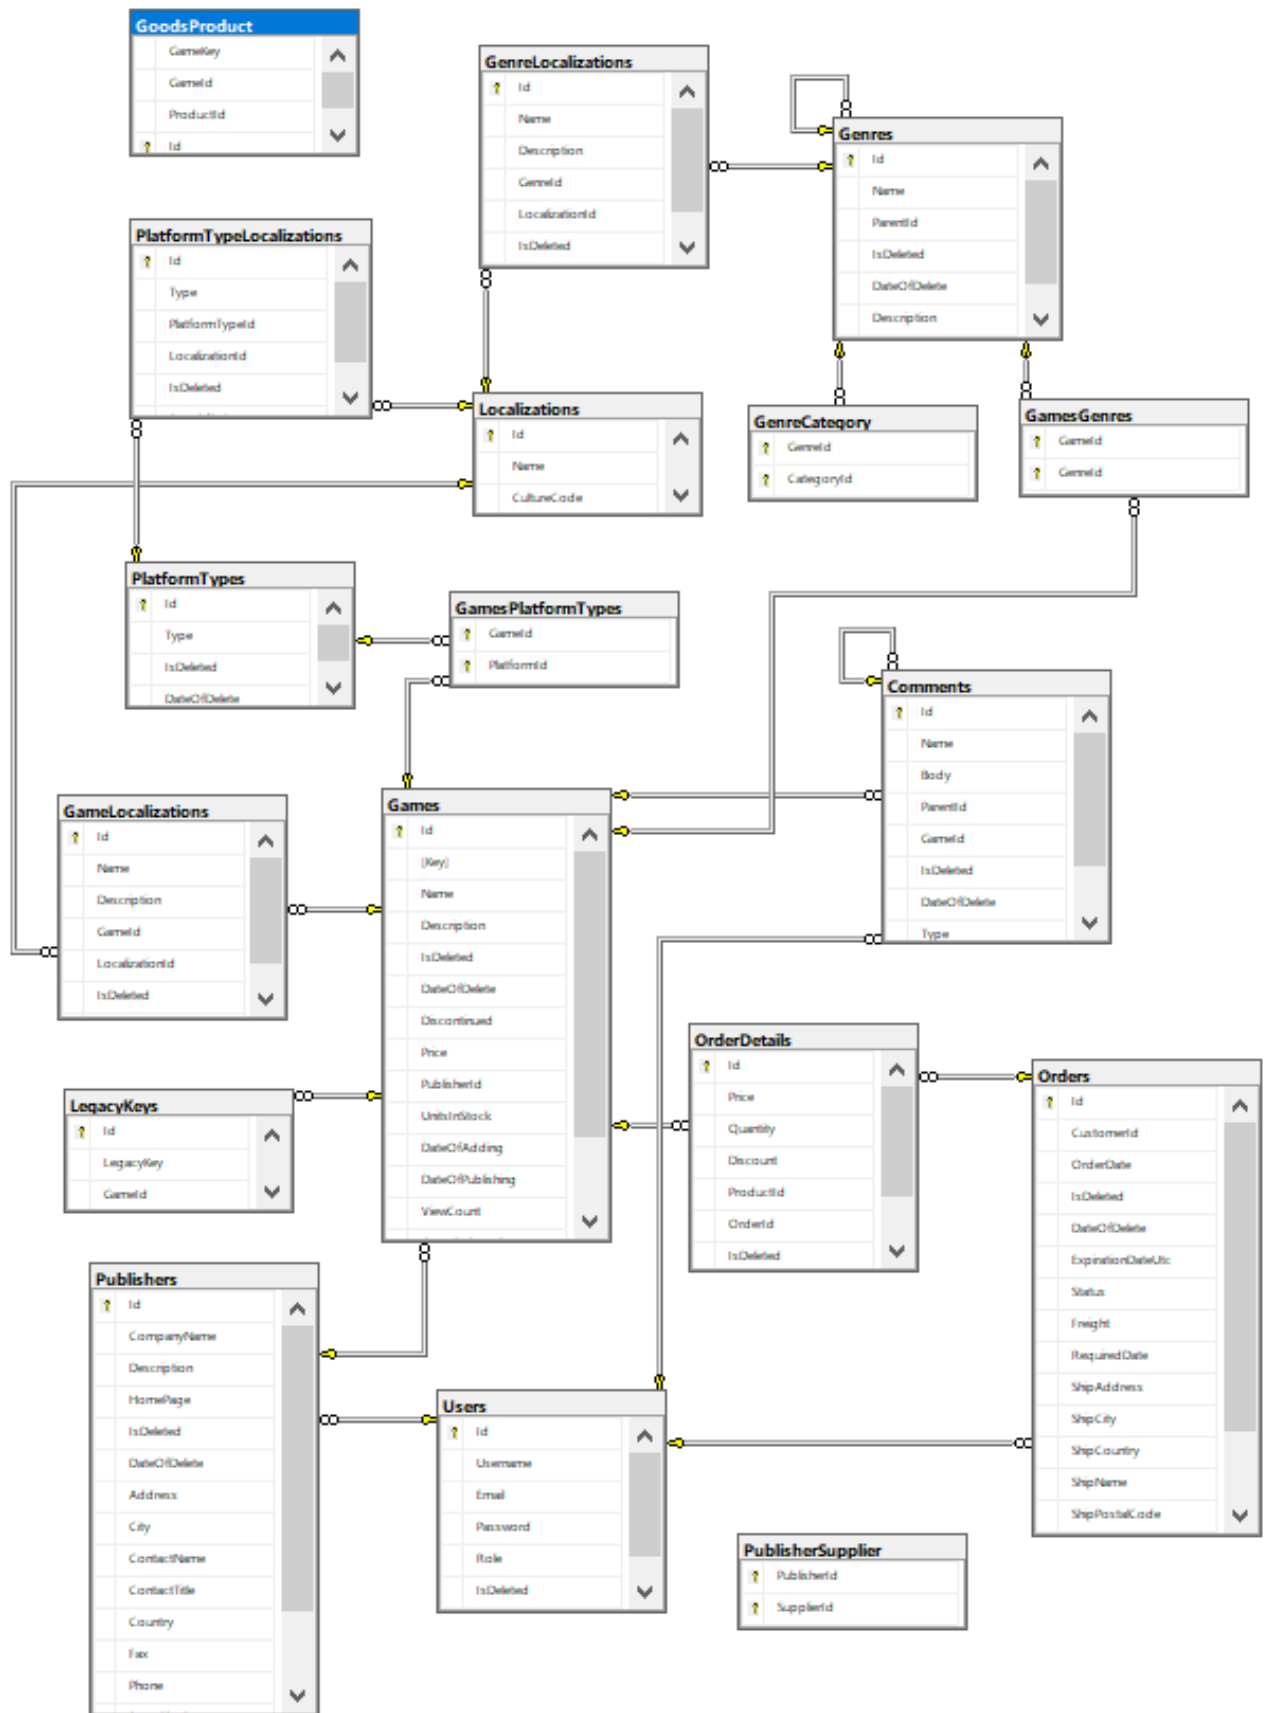 GoodsProduct
GameKey
GameId
ProductId
Id
GenreLocalizations
Id
Name
Description
GenreId
LocalizationId
IsDeleted
Genres
Id
Name
ParentId
IsDeleted
DateOfDelete
Description
PlatformTypeLocalizations
Id
Type
PlatformTypeId
LocalizationId
IsDeleted
Localizations
Id
Name
CultureCode
GenreCategory
GenreId
CategoryId
GamesGenres
GameId
GenreId
PlatformTypes
Id
Type
IsDeleted
DateOfDelete
GamesPlatformTypes
GameId
PlatformId
Comments
Id
Name
Body
ParentId
GameId
IsDeleted
DateOfDelete
Type
GameLocalizations
Id
Name
Description
GameId
LocalizationId
IsDeleted
Games
Id
[Key]
Name
Description
IsDeleted
DateOfDelete
Discontinued
Price
PublisherId
UnitsInStock
DateOfAdding
DateOfPublishing
ViewCount
OrderDetails
Id
Price
Quantity
Discount
ProductId
OrderId
IsDeleted
Orders
Id
CustomerId
OrderDate
IsDeleted
DateOfDelete
ExpirationDateUtc
Status
Freight
RequiredDate
ShipAddress
ShipCity
ShipCountry
ShipName
ShipPostalCode
LegacyKeys
Id
LegacyKey
GameId
Publishers
Id
CompanyName
Description
HomePage
IsDeleted
DateOfDelete
Address
City
ContactName
ContactTitle
Country
Fax
Phone
Users
Id
Username
Email
Password
Role
IsDeleted
PublisherSupplier
PublisherId
SupplierId